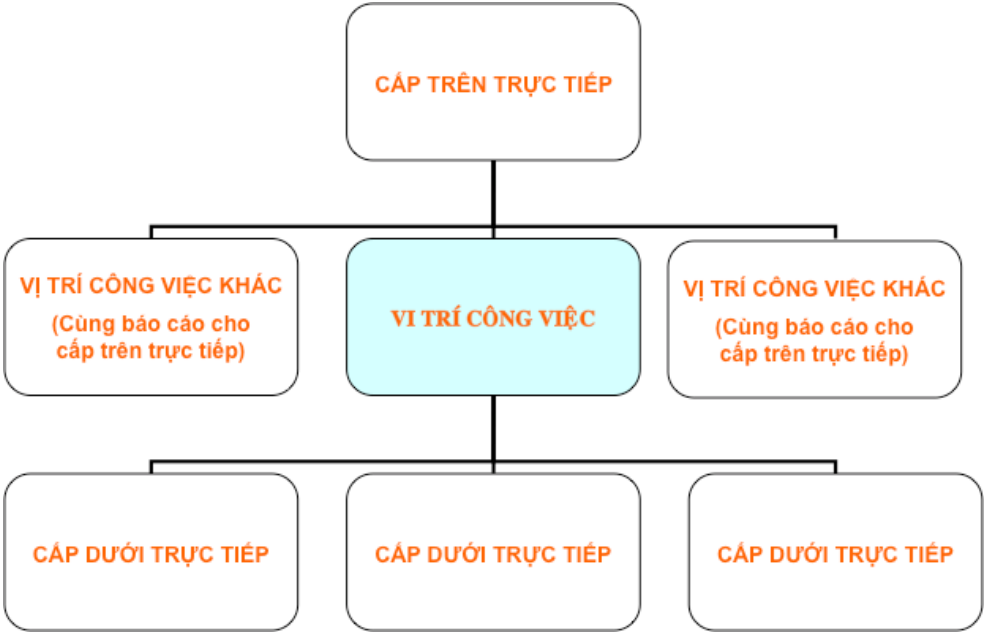 CẤP TRÊN TRỰC TIẾP
VỊ TRÍ CÔNG VIỆC KHÁC
(Cùng báo cáo cho
cấp trên trực tiếp)
VI TRÍ CÔNG VIỆC
VỊ TRÍ CÔNG VIỆC KHÁC
(Cùng báo cáo cho
cấp trên trực tiếp)
CẤP DƯỚI TRỰC TIẾP
CẤP DƯỚI TRỰC TIẾP
CẤP DƯỚI TRỰC TIẾP